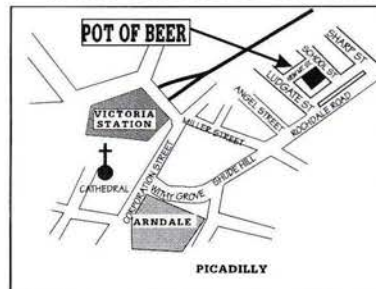 POT OF BEER
SHARP ST
SCHOOL ST
LUDGATE ST.
ANGEL STREET
ROCHDALE ROAD
VICTORIA
STATION
MILLER STREET
SHUDE HILL
CATHEDRAL
CORPORATION STREET
WITHY GROVE
ARNDALE
PICADILLY